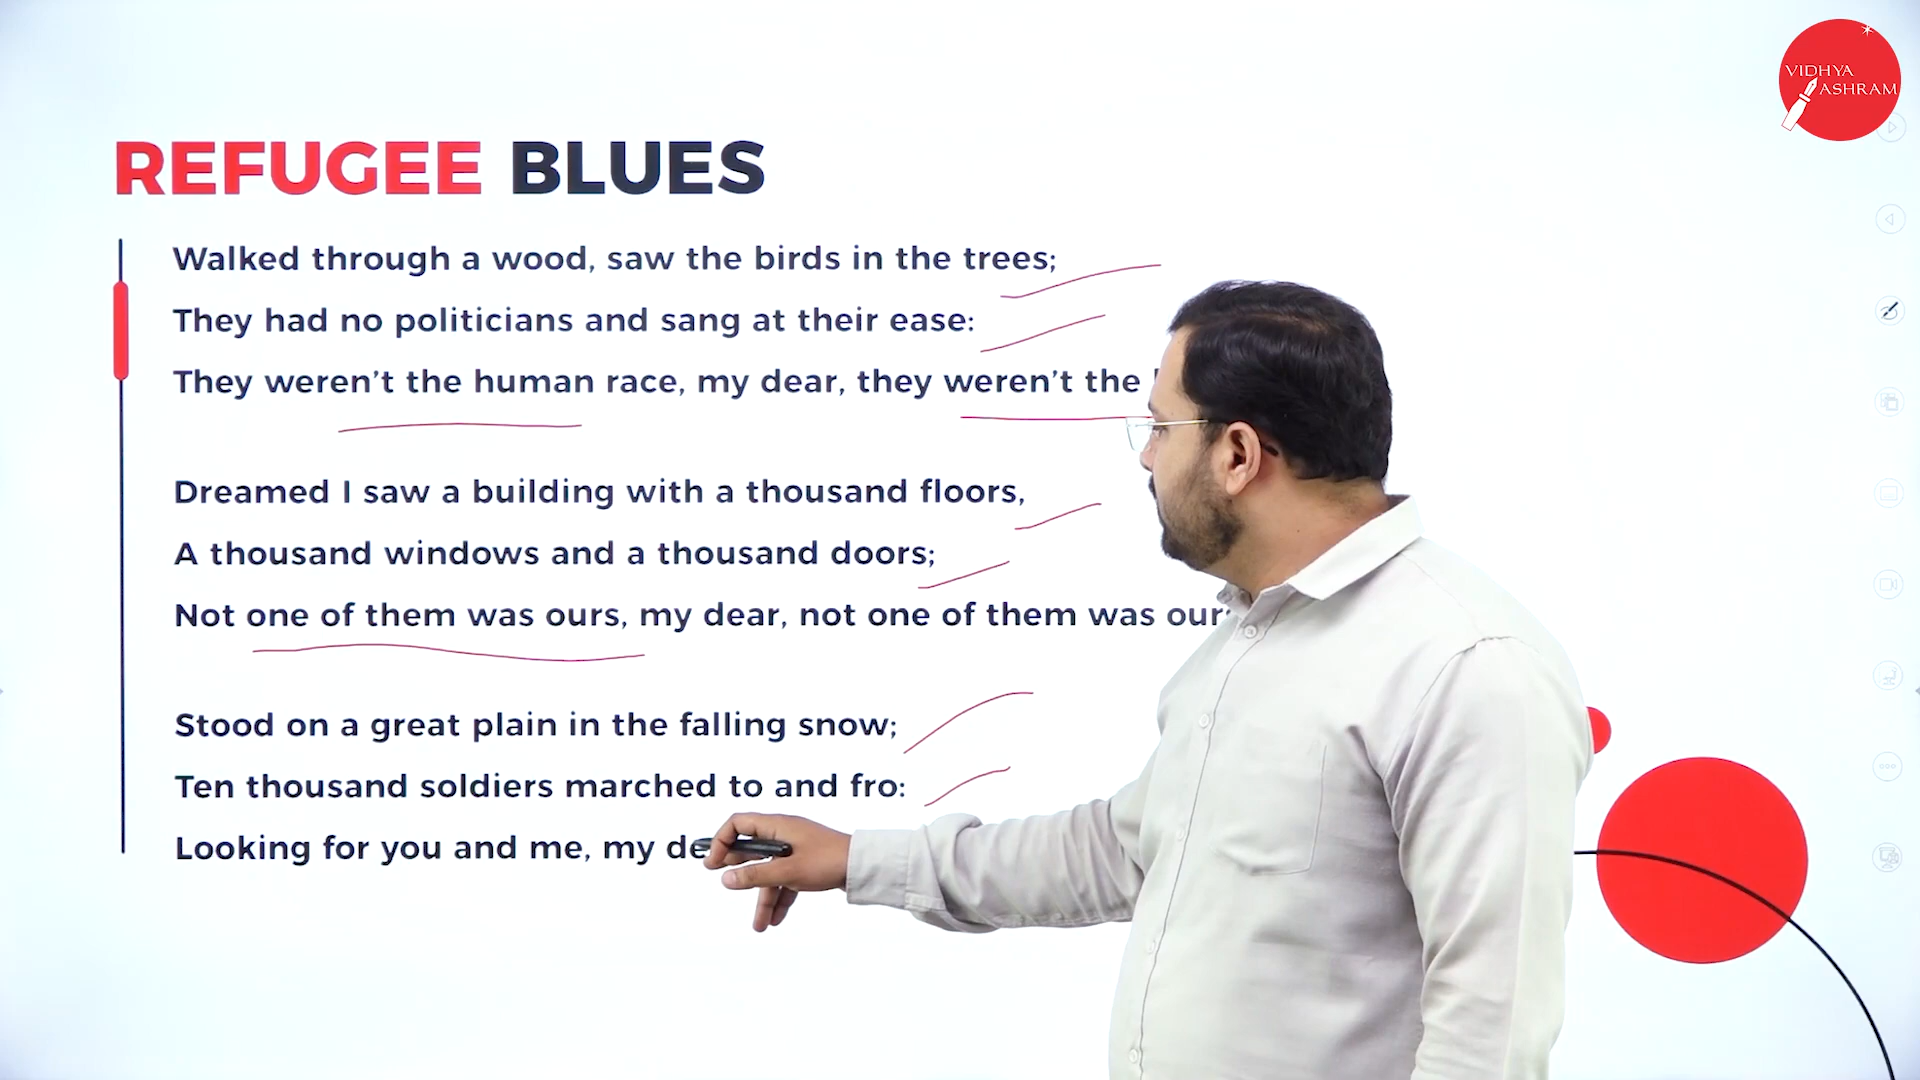 VIDHYA
ASHRAM
REFUGEE BLUES
Walked through a wood, saw the birds in the trees;
They had no politicians and sang at their ease:
They weren't the human race, my dear, they weren't the
Dreamed I saw a building with a thousand floors,
A thousand windows and a thousand doors;
Not one of them was ours, my dear, not one of them was
Stood on a great plain in the falling snow;
Ten thousand soldiers marched to and fro:
Looking for you and me, my